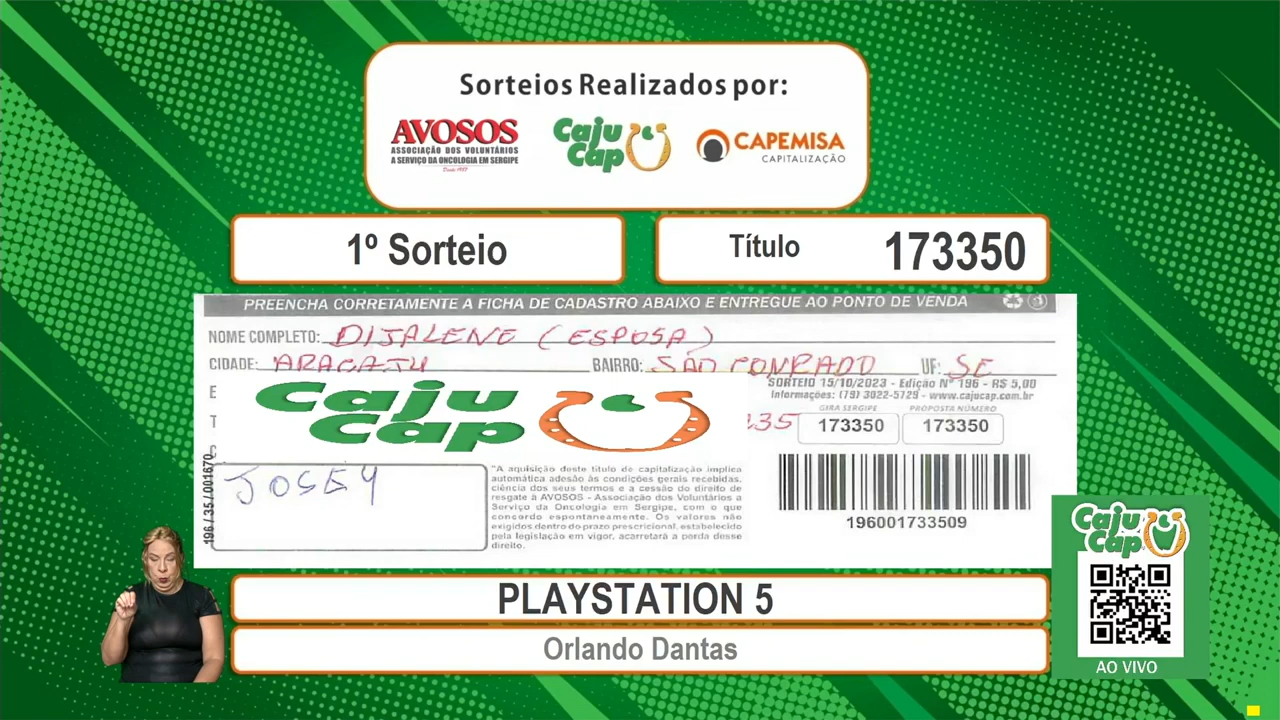 Sorteios Realizados por:
AVOSOS
ASSOCIAÇÃO DOS VOLUNTÁRIOS
A SERVIÇO DA ONCOLOGIA EM SERGIPE
Desde 1987
Caju
Cap
CAPEMISA
CAPITALIZAÇÃO
1º Sorteio
Título 173350
PREENCHA CORRETAMENTE A FICHA DE CADASTRO ABAIXO E ENTREGUE AO PONTO DE VENDA
NOME COMPLETO: DIJALENE (ESPOSA)
CIDADE: ARACAJU BAIRRO: SÃO CONRADO UF: SE
E
T
C
Caju
Cap
SORTEIO 15/10/2023 - Edição Nº 196 - R$ 5,00
Informações: (79) 3022-5729 - www.cajucap.com.br
GIRA SERGIPE PROPOSTA NÚMERO
35 173350 173350
196001733509
196 / 35 / 001670
JOSEY
"A aquisição deste título de capitalização implica
automática adesão às condições gerais recebidas,
ciência dos seus termos e a cessão do direito de
resgate à AVOSOS - Associação dos Voluntários a
Serviço da Oncologia em Sergipe, com o que
concordo espontaneamente. Os valores não
exigidos dentro do prazo prescricional, estabelecido
pela legislação em vigor, acarretará a perda desse
direito.
PLAYSTATION 5
Orlando Dantas
Caju
Cap
AO VIVO